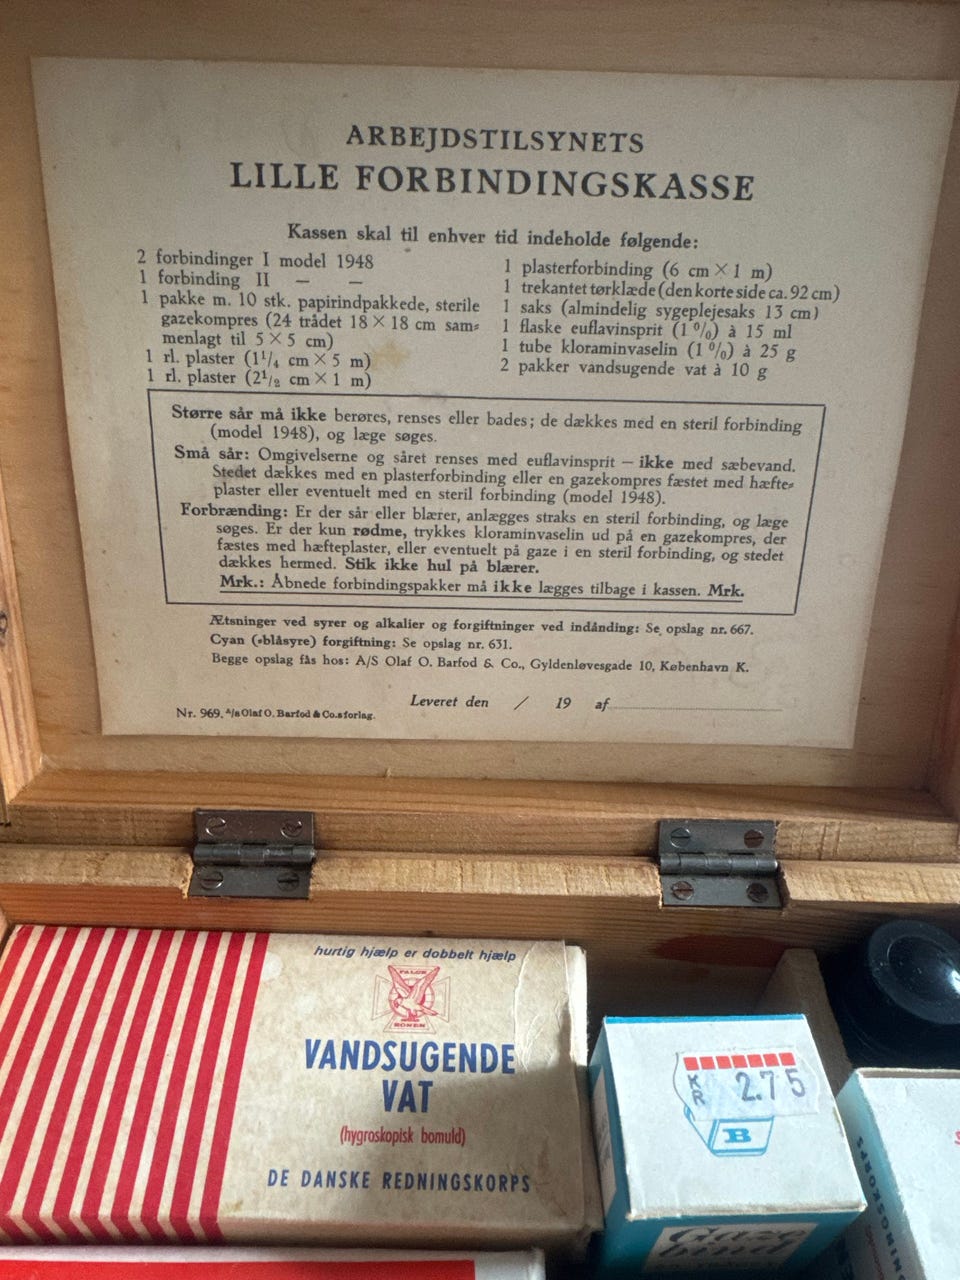 ARBEJDSTILSYNETS
LILLE FORBINDINGSKASSE
Kassen skal til enhver tid indeholde følgende:
2 forbindinger I model 1948
1 forbinding II — —
1 pakke m. 10 stk. papirindpakkede, sterile
gazekompres (24 trådet 18 × 18 cm sam=
menlagt til 5 × 5 cm)
1 rl. plaster (1¹/₄ cm × 5 m)
1 rl. plaster (2¹/₂ cm × 1 m)
1 plasterforbinding (6 cm × 1 m)
1 trekantet tørklæde (den korte side ca. 92 cm)
1 saks (almindelig sygeplejesaks 13 cm)
1 flaske euflavinsprit (1 ⁰/₀) à 15 ml
1 tube kloraminvaselin (1 ⁰/₀) à 25 g
2 pakker vandsugende vat à 10 g
Større sår må ikke berøres, renses eller bades; de dækkes med en steril forbinding
(model 1948), og læge søges.
Små sår: Omgivelserne og såret renses med euflavinsprit — ikke med sæbevand.
Stedet dækkes med en plasterforbinding eller en gazekompres fæstet med hæfte=
plaster eller eventuelt med en steril forbinding (model 1948).
Forbrænding: Er der sår eller blærer, anlægges straks en steril forbinding, og læge
søges. Er der kun rødme, trykkes kloraminvaselin ud på en gazekompres, der
fæstes med hæfteplaster, eller eventuelt på gaze i en steril forbinding, og stedet
dækkes hermed. Stik ikke hul på blærer.
Mrk.: Åbnede forbindingspakker må ikke lægges tilbage i kassen. Mrk.
Ætsninger ved syrer og alkalier og forgiftninger ved indånding: Se opslag nr. 667.
Cyan (=blåsyre) forgiftning: Se opslag nr. 631.
Begge opslag fås hos: A/S Olaf O. Barfod & Co., Gyldenløvesgade 10, København K.
Leveret den / 19 af
Nr. 969. A/s Olaf O. Barfod & Co.s forlag.
hurtig hjælp er dobbelt hjælp
FALCK
ZONEN
VANDSUGENDE
VAT
(hygroskopisk bomuld)
DE DANSKE REDNINGSKORPS
KR 2.75
B
Gaze
bind